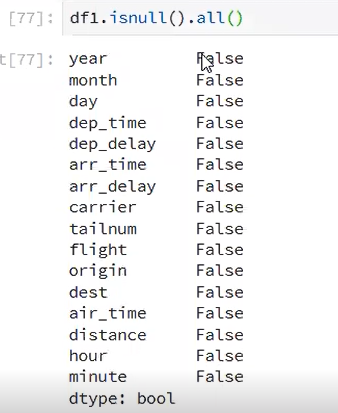 [77]: df1.isnull().all()
t[77]: year False
month False
day False
dep_time False
dep_delay False
arr_time False
arr_delay False
carrier False
tailnum False
flight False
origin False
dest False
air_time False
distance False
hour False
minute False
dtype: bool